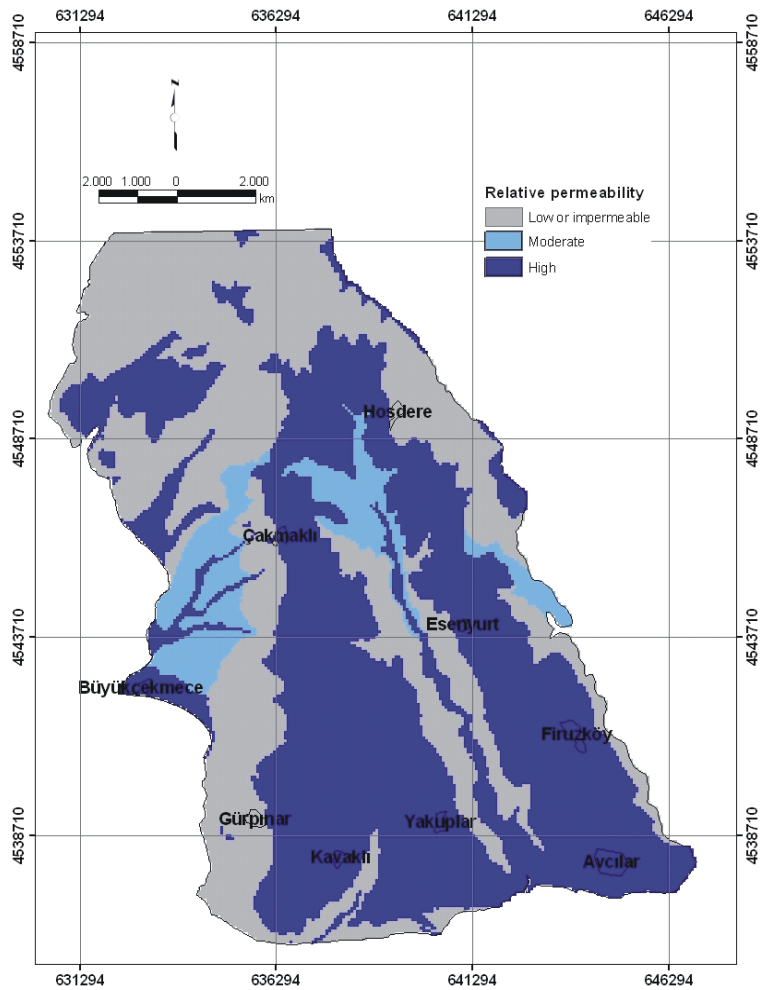 631294 636294 641294 646294
4558710 4558710
z
2.000 1.000 0 2.000
km
Relative permeability
Low or impermeable
4553710 Moderate 4553710
High
Hoşdere
4548710 4548710
Çakmaklı
Esenyurt
4543710 4543710
Büyükçekmece
Firuzköy
Gürpınar Yakuplar
4538710 4538710
Kavaklı Avcılar
631294 636294 641294 646294